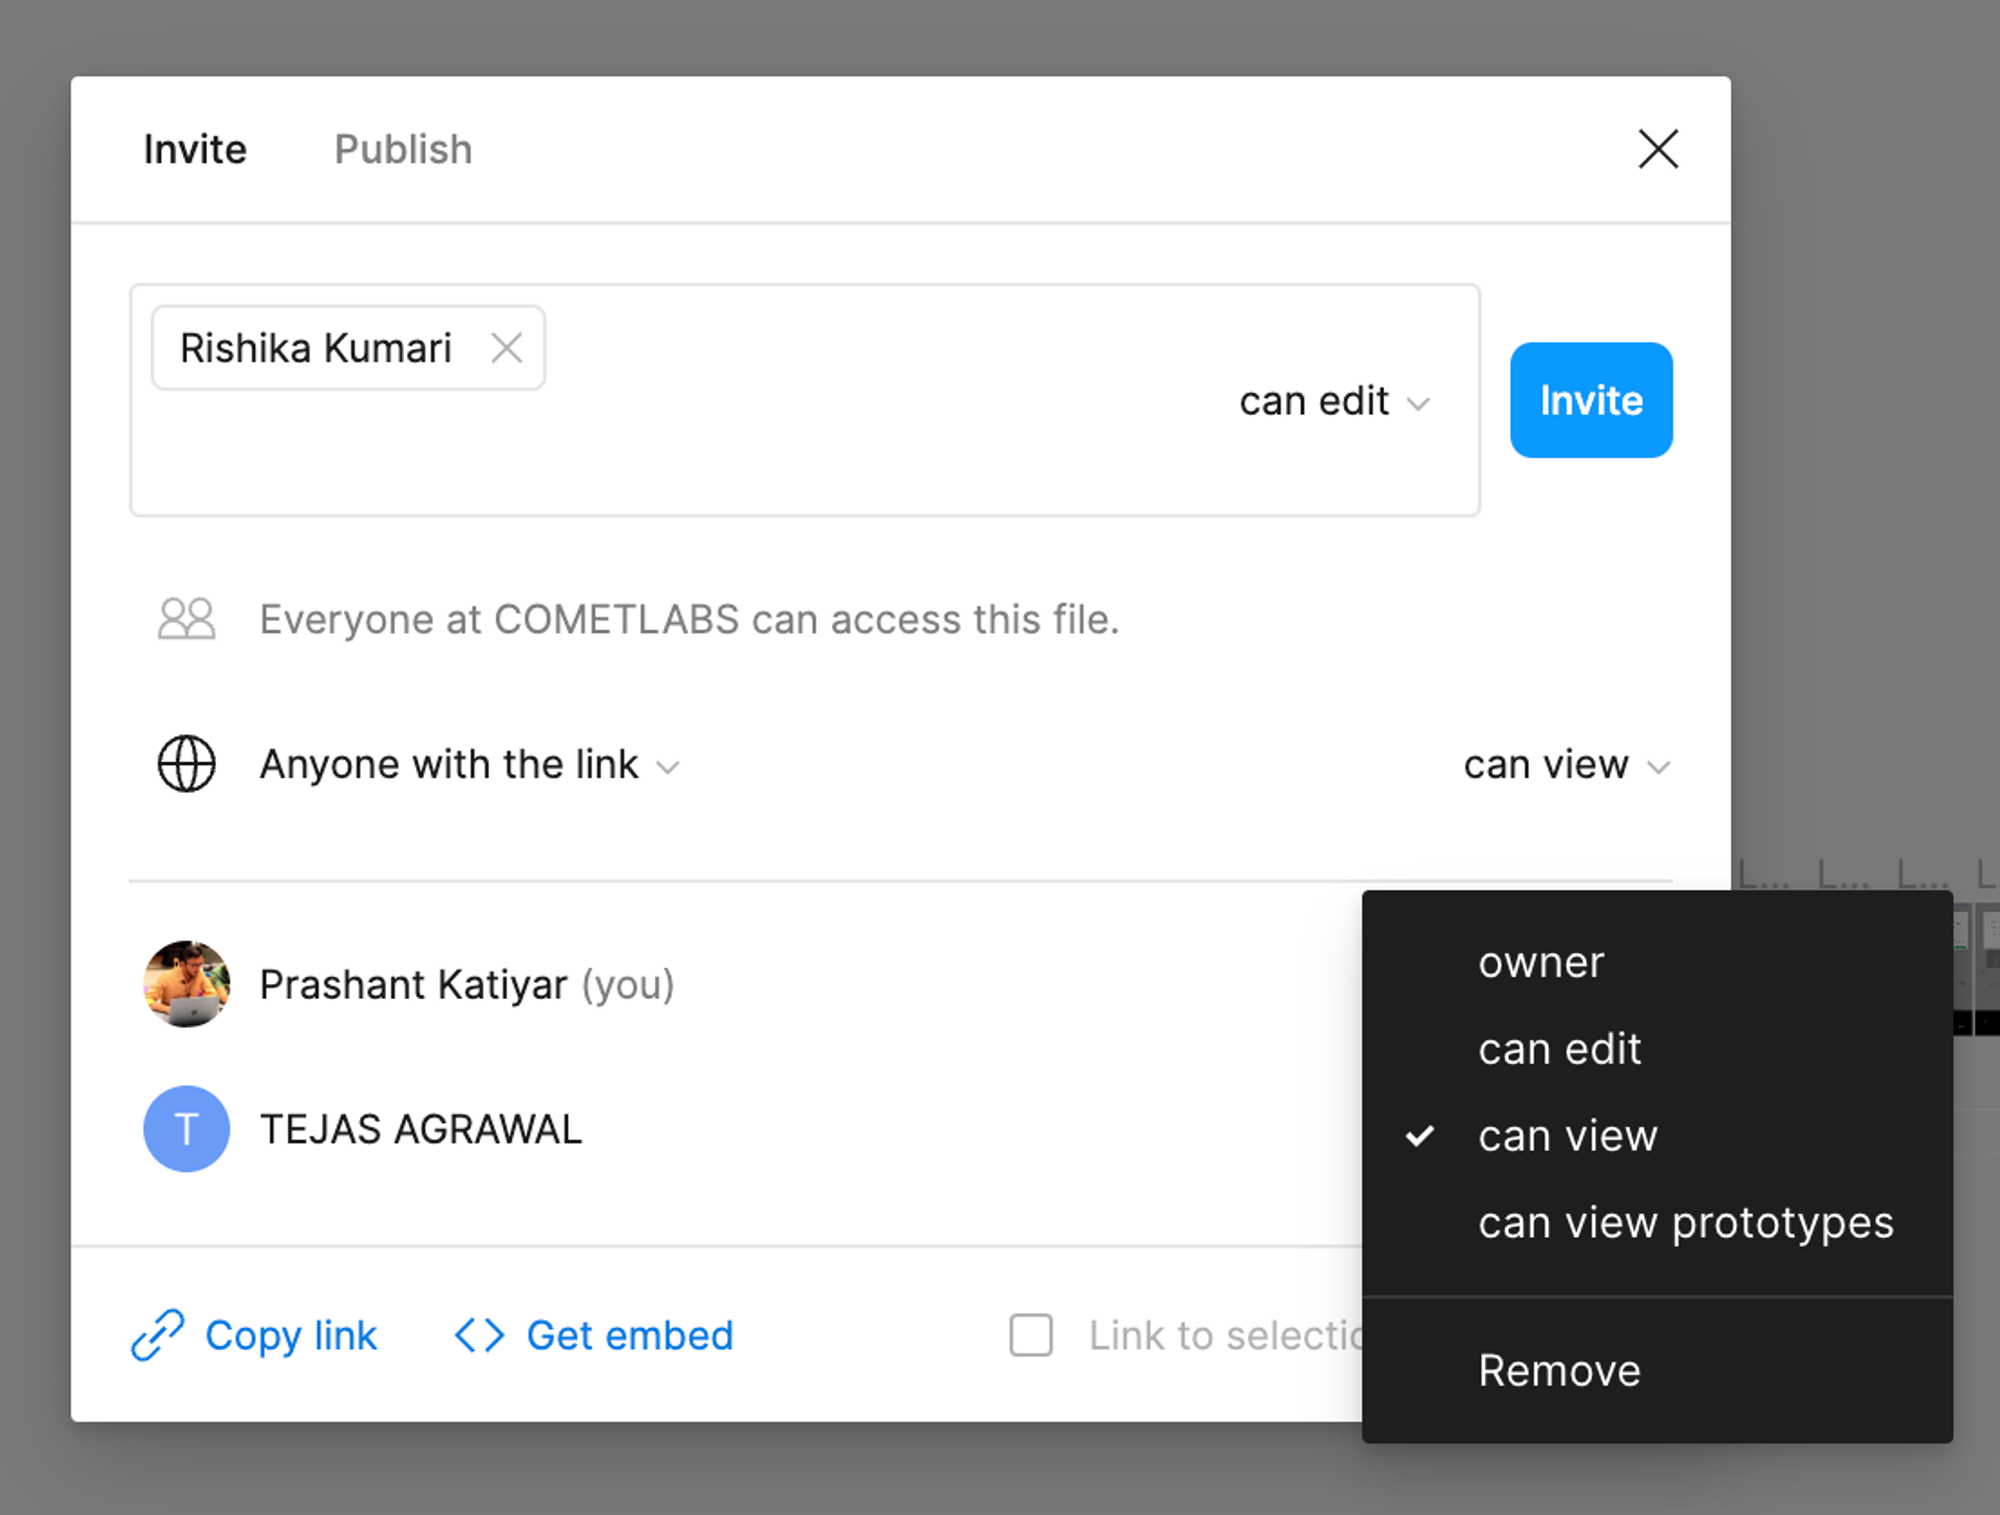 Invite Publish
Rishika Kumari
can edit
Invite
Everyone at COMETLABS can access this file.
Anyone with the link
can view
Prashant Katiyar (you)
T
TEJAS AGRAWAL
owner
can edit
can view
can view prototypes
Remove
Copy link
Get embed
Link to selectio
L...
L...
L...
L